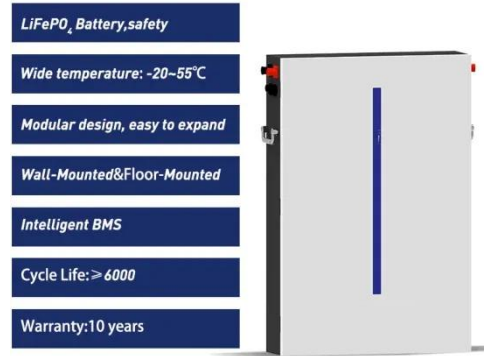 LiFePO₄ Battery,safety
Wide temperature: -20~55℃
Modular design, easy to expand
Wall-Mounted&Floor-Mounted
Intelligent BMS
Cycle Life:≥6000
Warranty:10 years